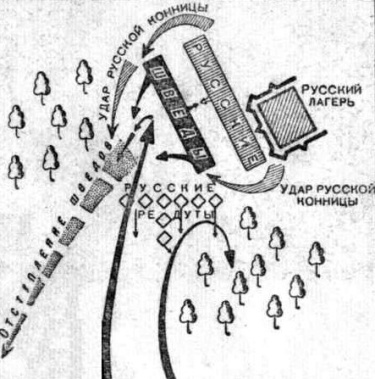 УДАР РУССКОЙ КОННИЦЫ
РУССКИЕ
ШВЕДЫ
РУССКИЙ
ЛАГЕРЬ
УДАР РУССКОЙ
КОННИЦЫ
РУССКИЕ
РЕДУТЫ
ОТСТУПЛЕНИЕ ШВЕДОВ